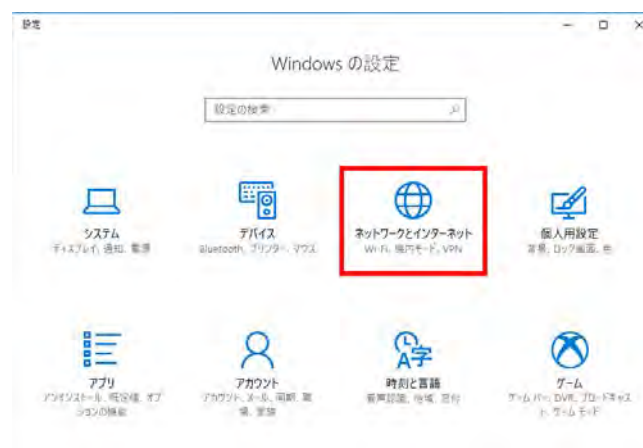 設定
Windows の設定
設定の検索
システム
ディスプレイ、通知、電源
デバイス
Bluetooth、プリンター、マウス
ネットワークとインターネット
Wi-Fi、機内モード、VPN
個人用設定
背景、ロック画面、色
アプリ
アンインストール、既定値、オプ
ションの機能
アカウント
アカウント、メール、同期、職
場、家族
時刻と言語
音声認識、地域、日付
ゲーム
ゲーム バー、DVR、ブロードキャス
ト、ゲーム モード